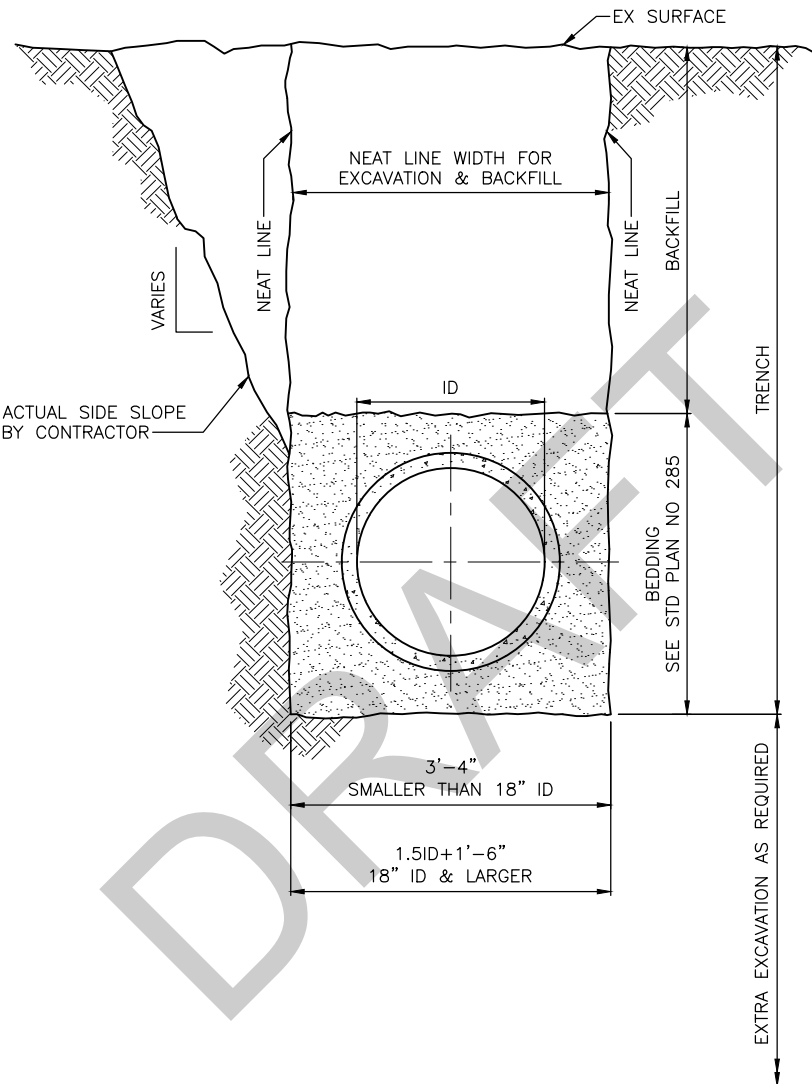 EX SURFACE
NEAT LINE WIDTH FOR
EXCAVATION & BACKFILL
NEAT LINE
NEAT LINE
BACKFILL
VARIES
TRENCH
ID
ACTUAL SIDE SLOPE
BY CONTRACTOR
BEDDING
SEE STD PLAN NO 285
3'-4"
SMALLER THAN 18" ID
1.5ID+1'-6"
18" ID & LARGER
EXTRA EXCAVATION AS REQUIRED
DRAFT